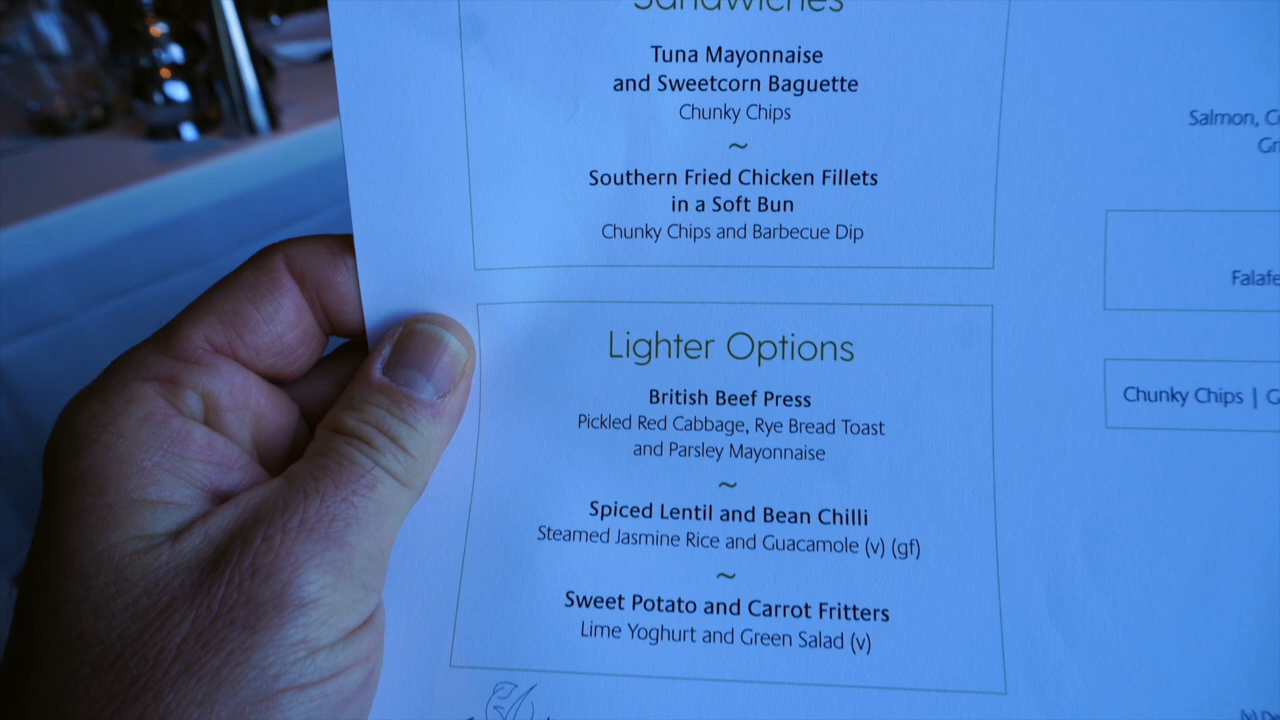 Sandwiches
Tuna Mayonnaise
and Sweetcorn Baguette
Chunky Chips
~
Southern Fried Chicken Fillets
in a Soft Bun
Chunky Chips and Barbecue Dip
Lighter Options
British Beef Press
Pickled Red Cabbage, Rye Bread Toast
and Parsley Mayonnaise
~
Spiced Lentil and Bean Chilli
Steamed Jasmine Rice and Guacamole (v) (gf)
~
Sweet Potato and Carrot Fritters
Lime Yoghurt and Green Salad (v)
Salmon,
Chunky Chips |